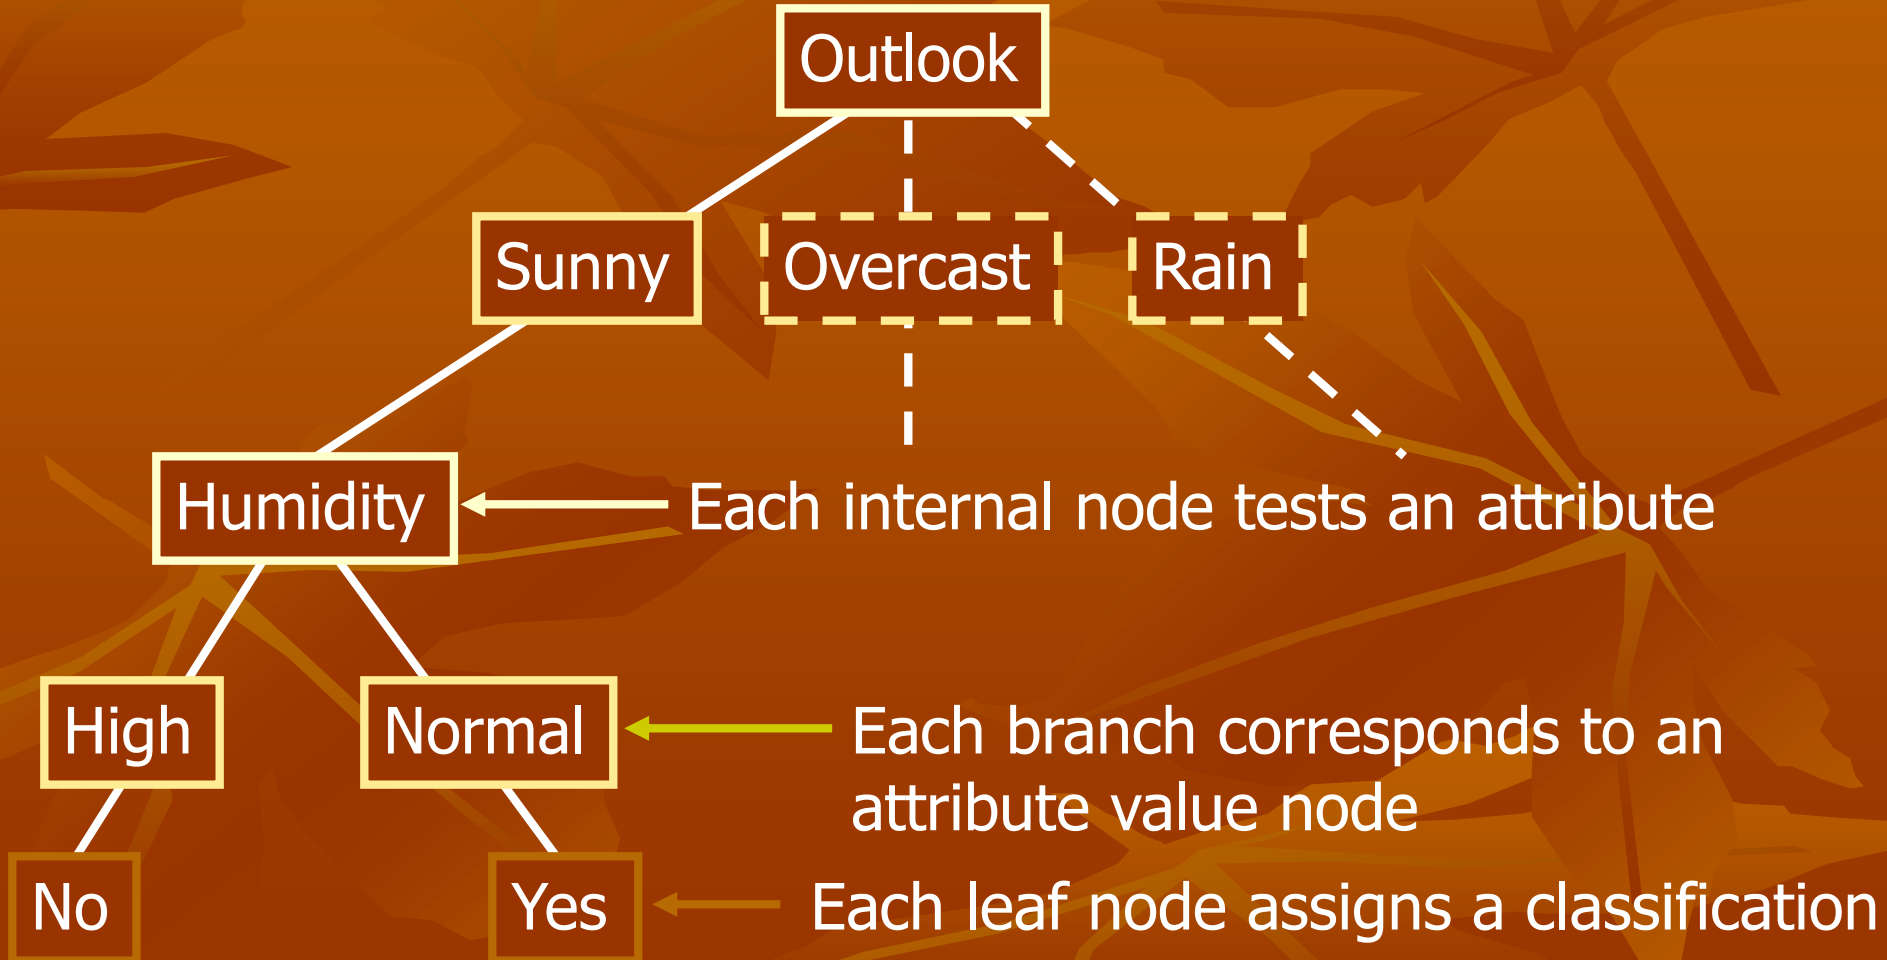 Outlook
Sunny
Overcast
Rain
Humidity
Each internal node tests an attribute
High
Normal
Each branch corresponds to an
attribute value node
No
Yes
Each leaf node assigns a classification